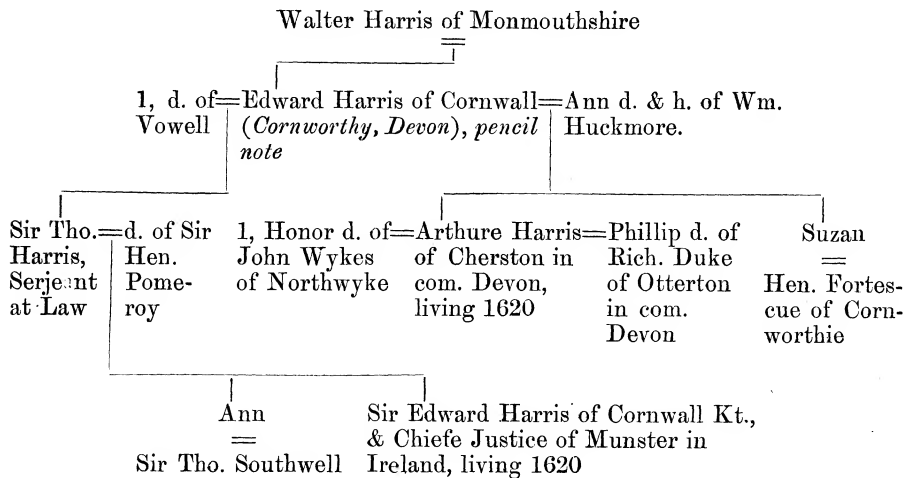 Walter Harris of Monmouthshire
=
1, d. of=Edward Harris of Cornwall=Ann d. & h. of Wm.
Vowell (Cornworthy, Devon), pencil Huckmore.
note
Sir Tho.=d. of Sir 1, Honor d. of=Arthure Harris=Phillip d. of Suzan
Harris, Hen. John Wykes of Cherston in Rich. Duke =
Serjeant Pome- of Northwyke com. Devon, of Otterton Hen. Fortes-
at Law roy living 1620 in com. cue of Corn-
Devon worthie
Ann Sir Edward Harris of Cornwall Kt.,
= & Chiefe Justice of Munster in
Sir Tho. Southwell Ireland, living 1620